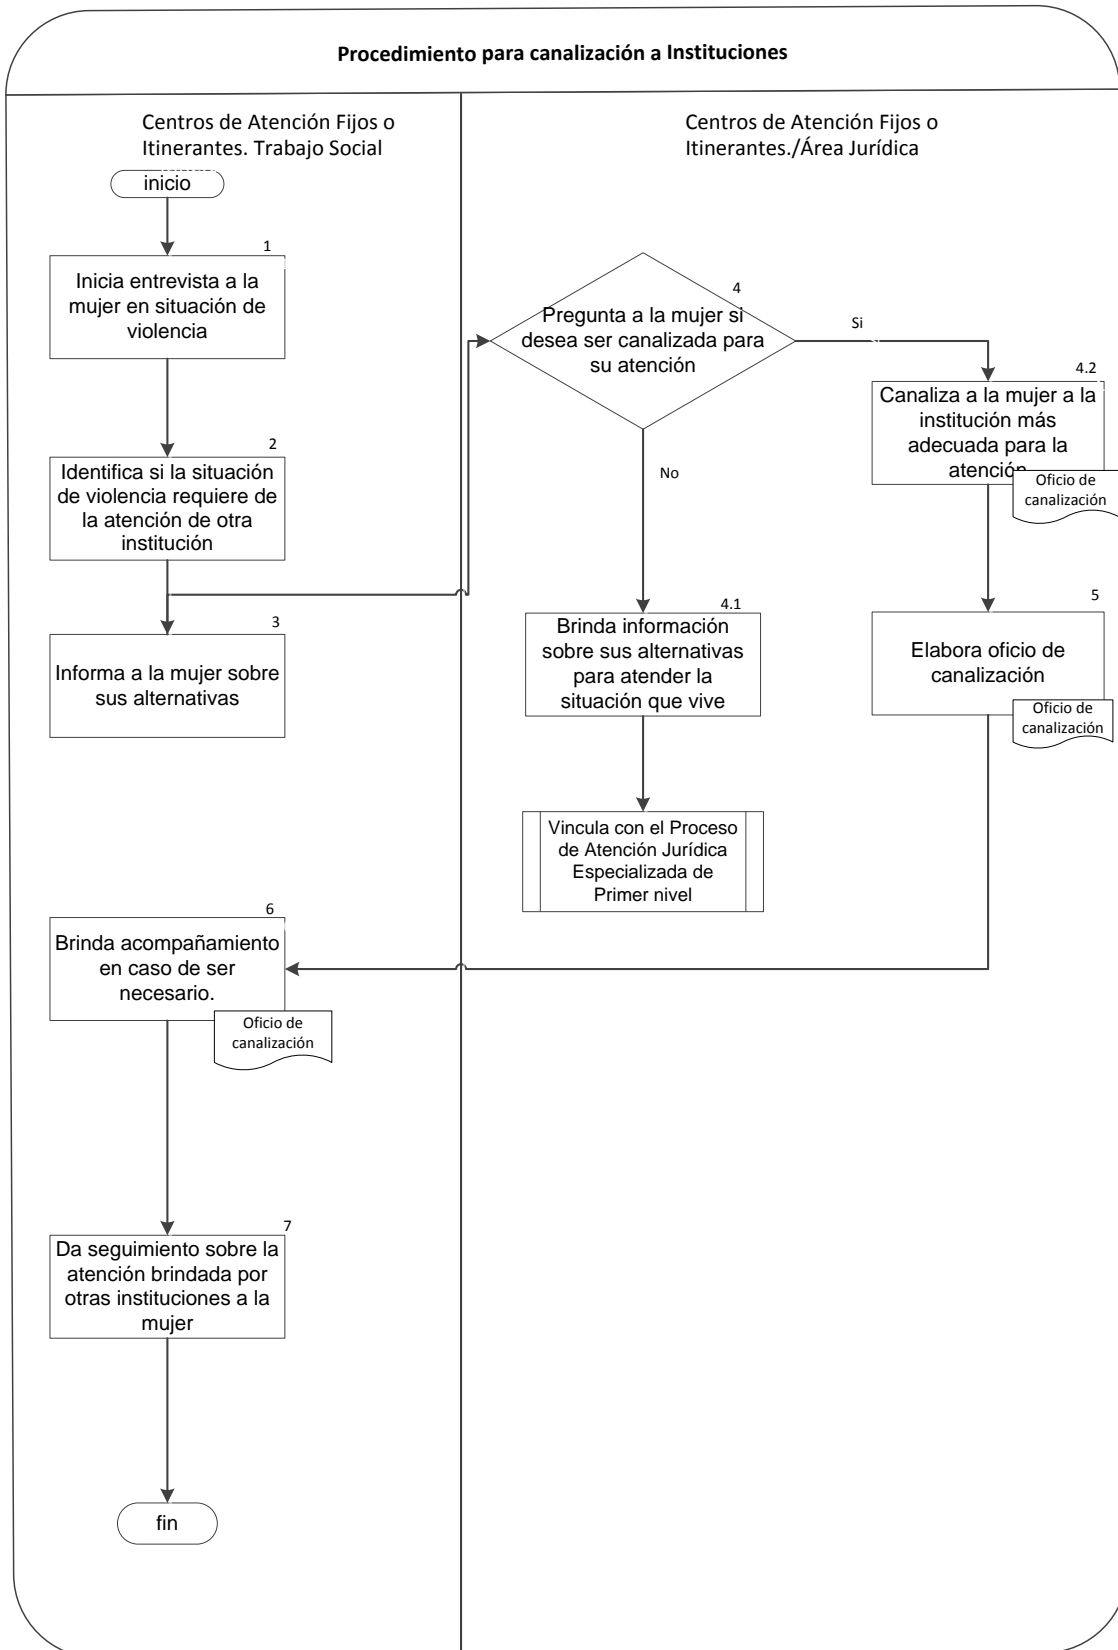 Procedimiento para canalización a Instituciones
Centros de Atención Fijos o
Itinerantes. Trabajo Social
inicio
1
Inicia entrevista a la
mujer en situación de
violencia
2
Identifica si la situación
de violencia requiere de
la atención de otra
institución
3
Informa a la mujer sobre
sus alternativas
Centros de Atención Fijos o
Itinerantes./Área Jurídica
4
Pregunta a la mujer si
desea ser canalizada para
su atención
Si
No
4.1
Brinda información
sobre sus alternativas
para atender la
situación que vive
Vincula con el Proceso
de Atención Jurídica
Especializada de
Primer nivel
4.2
Canaliza a la mujer a la
institución más
adecuada para la
atención
Oficio de
canalización
5
Elabora oficio de
canalización
Oficio de
canalización
6
Brinda acompañamiento
en caso de ser
necesario.
Oficio de
canalización
7
Da seguimiento sobre la
atención brindada por
otras instituciones a la
mujer
fin